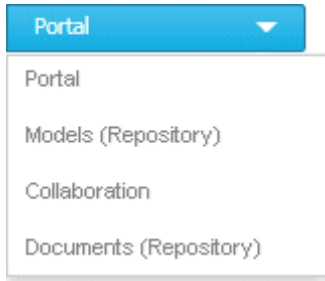 Portal
Portal
Models (Repository)
Collaboration
Documents (Repository)